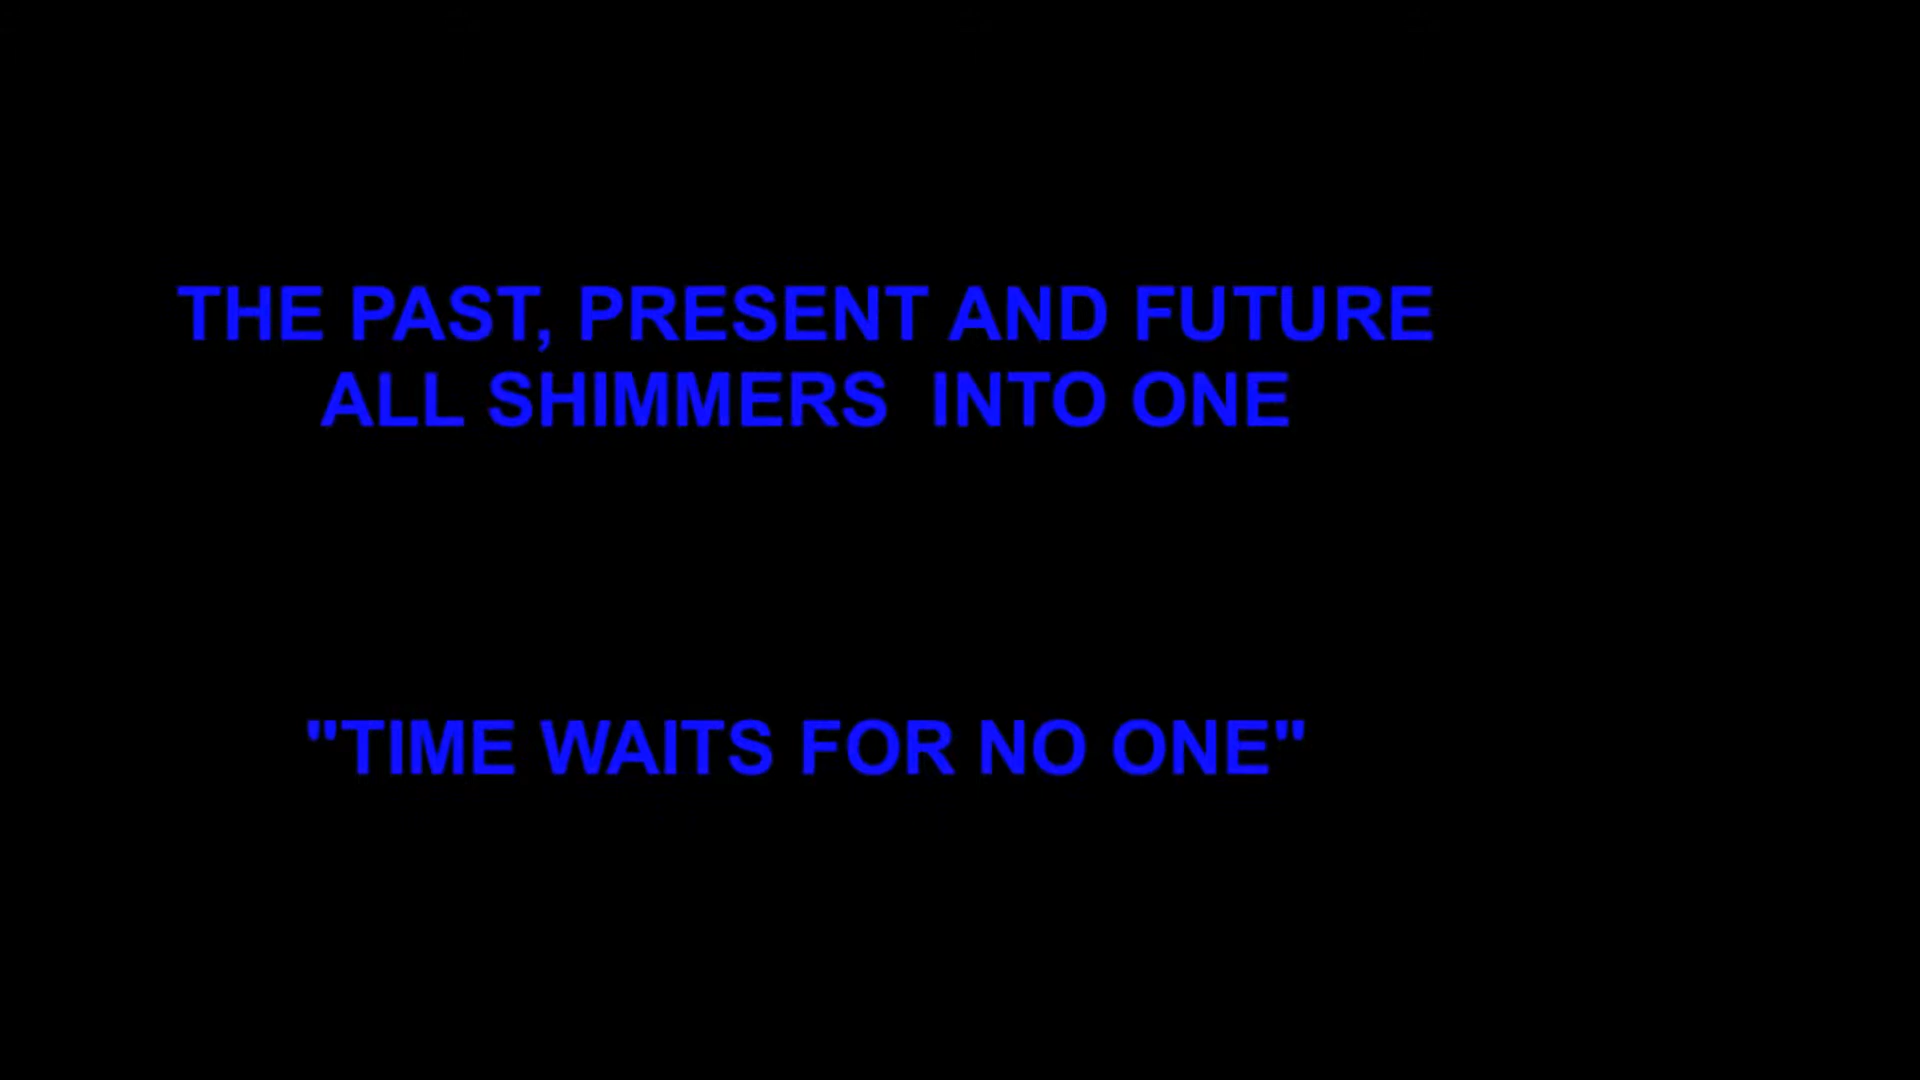 THE PAST, PRESENT AND FUTURE
ALL SHIMMERS  INTO ONE
"TIME WAITS FOR NO ONE"